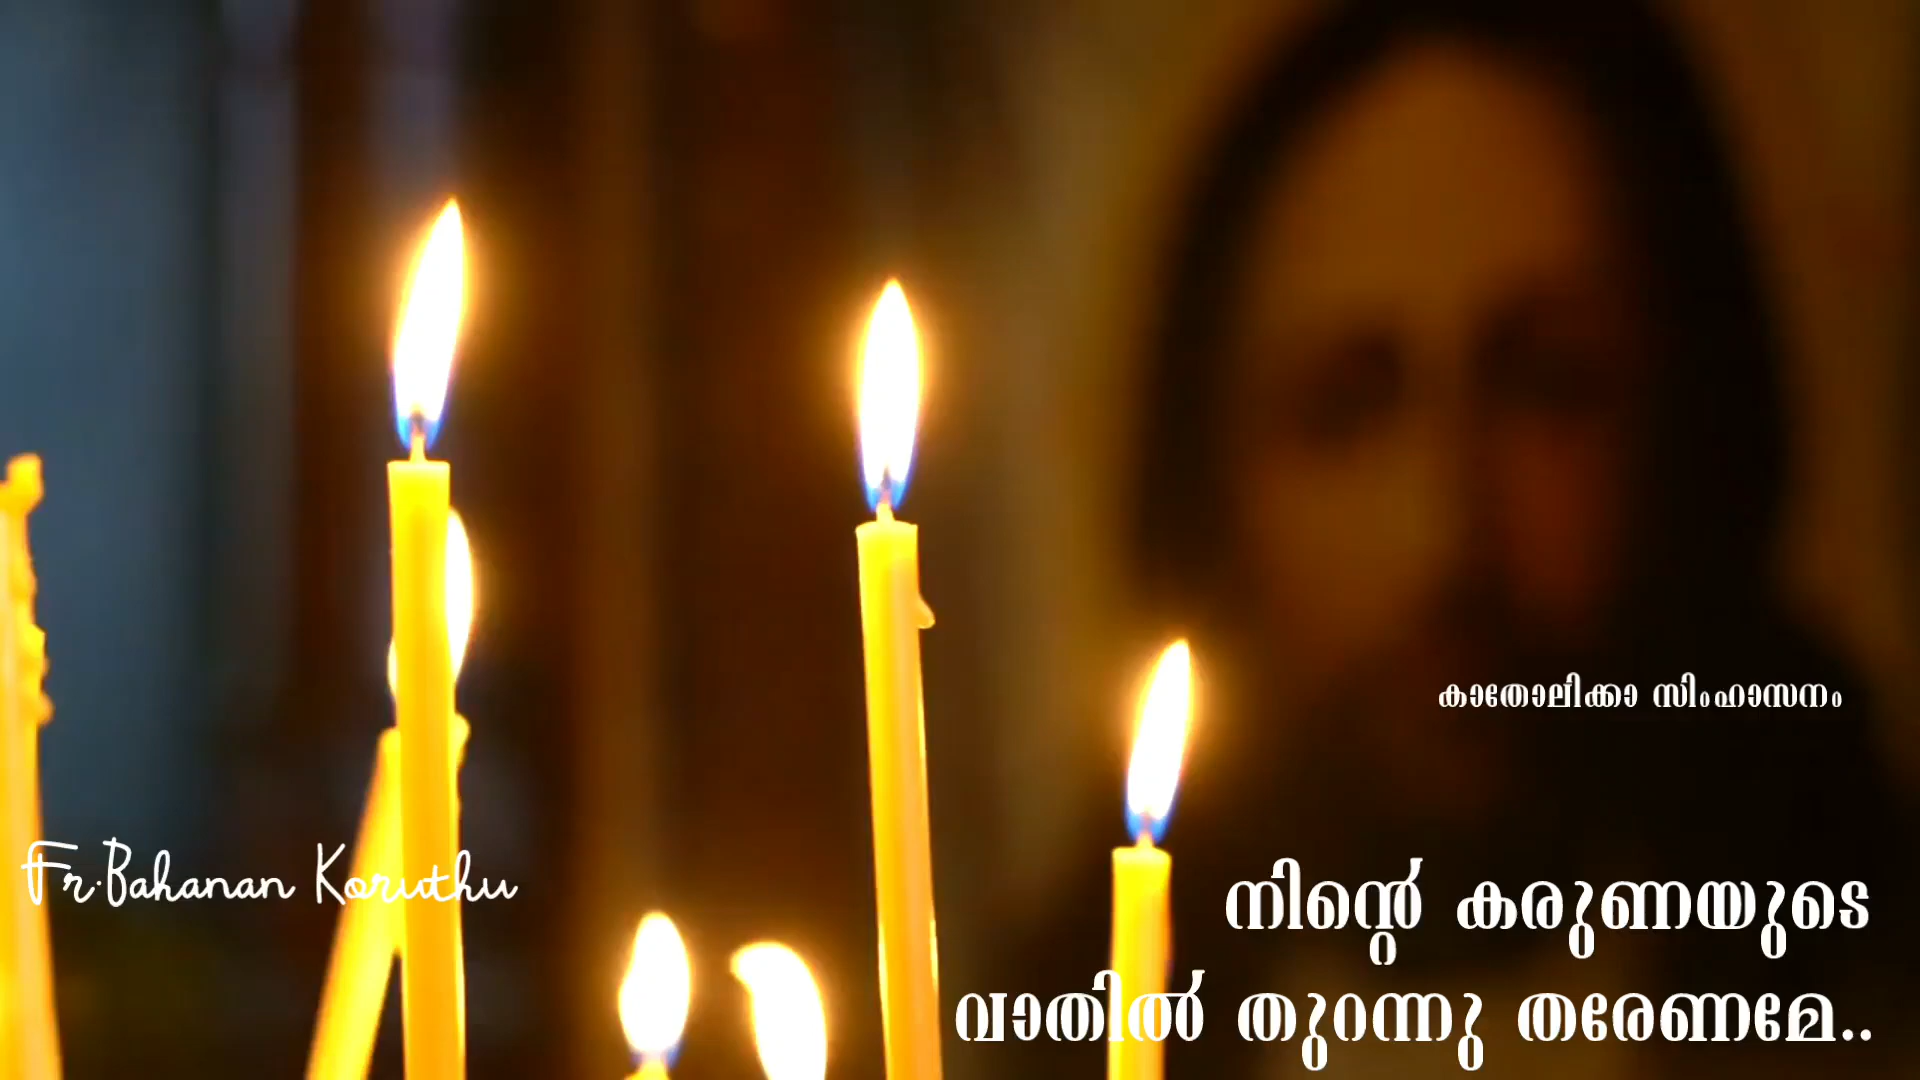 കാതോലിക്കാ സിംഹാസനം
Fr.Bahanan Koruthu
നിന്റെ കരുണയുടെ
വാതിൽ തുറന്നു തരേണമേ..